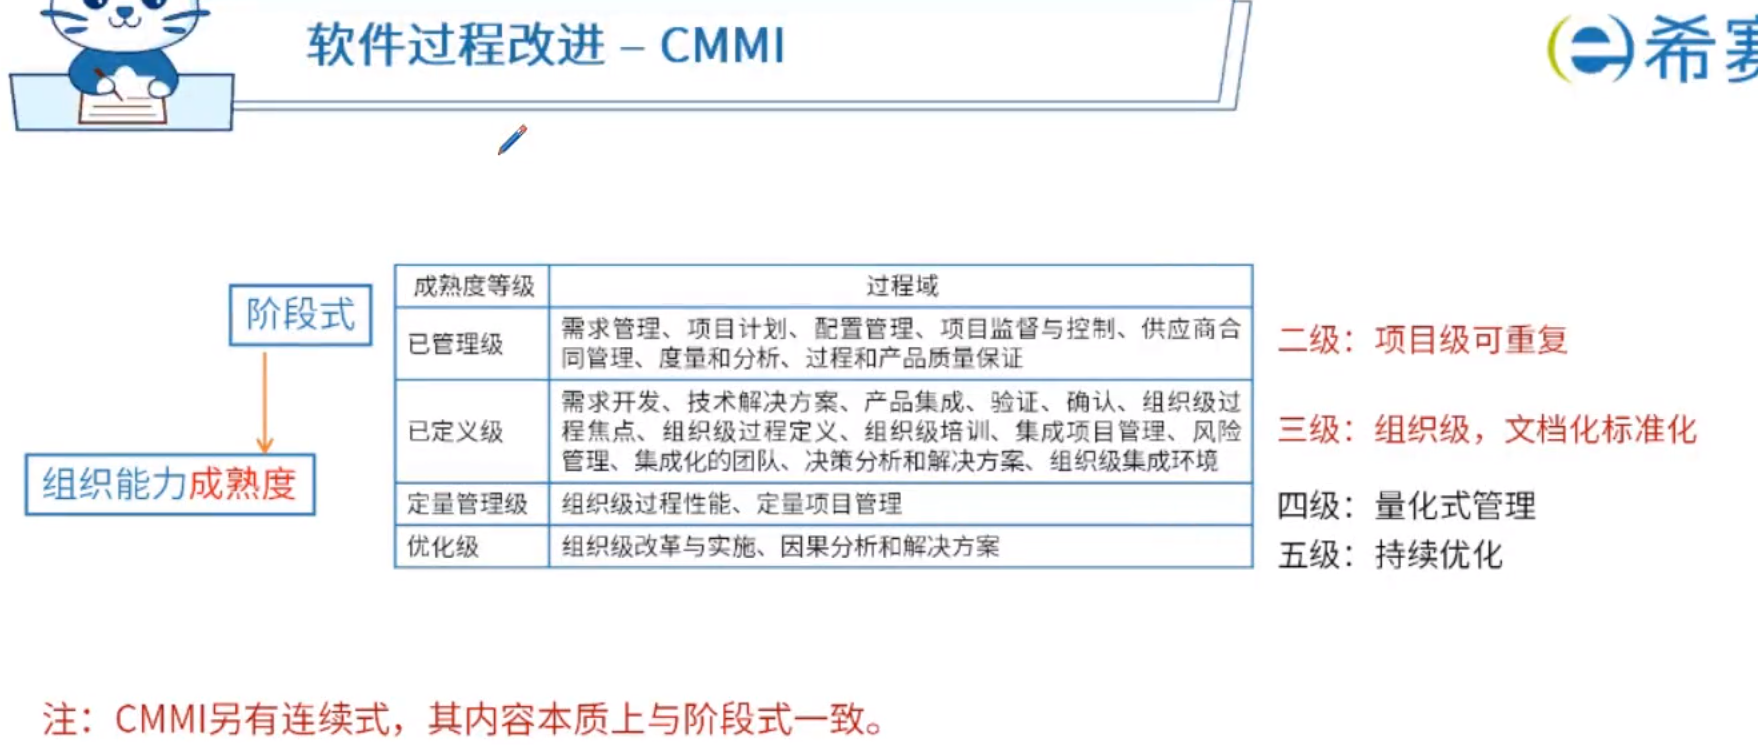 软件过程改进 – CMMI
希赛
阶段式
组织能力成熟度
成熟度等级 过程域
已管理级 需求管理、项目计划、配置管理、项目监督与控制、供应商合
同管理、度量和分析、过程和产品质量保证
已定义级 需求开发、技术解决方案、产品集成、验证、确认、组织级过
程焦点、组织级过程定义、组织级培训、集成项目管理、风险
管理、集成化的团队、决策分析和解决方案、组织级集成环境
定量管理级 组织级过程性能、定量项目管理
优化级 组织级改革与实施、因果分析和解决方案
二级：项目级可重复
三级：组织级，文档化标准化
四级：量化式管理
五级：持续优化
注：CMMI另有连续式，其内容本质上与阶段式一致。